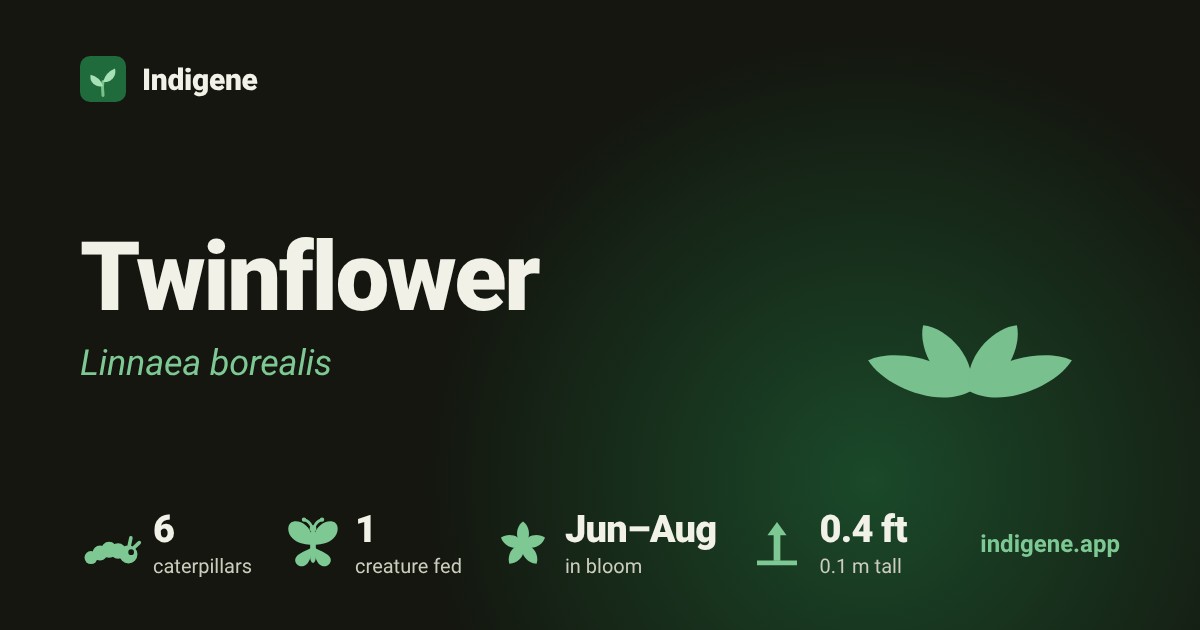 Indigene
Twinflower
Linnaea borealis
6
caterpillars
1
creature fed
Jun–Aug
in bloom
0.4 ft
0.1 m tall
indigene.app